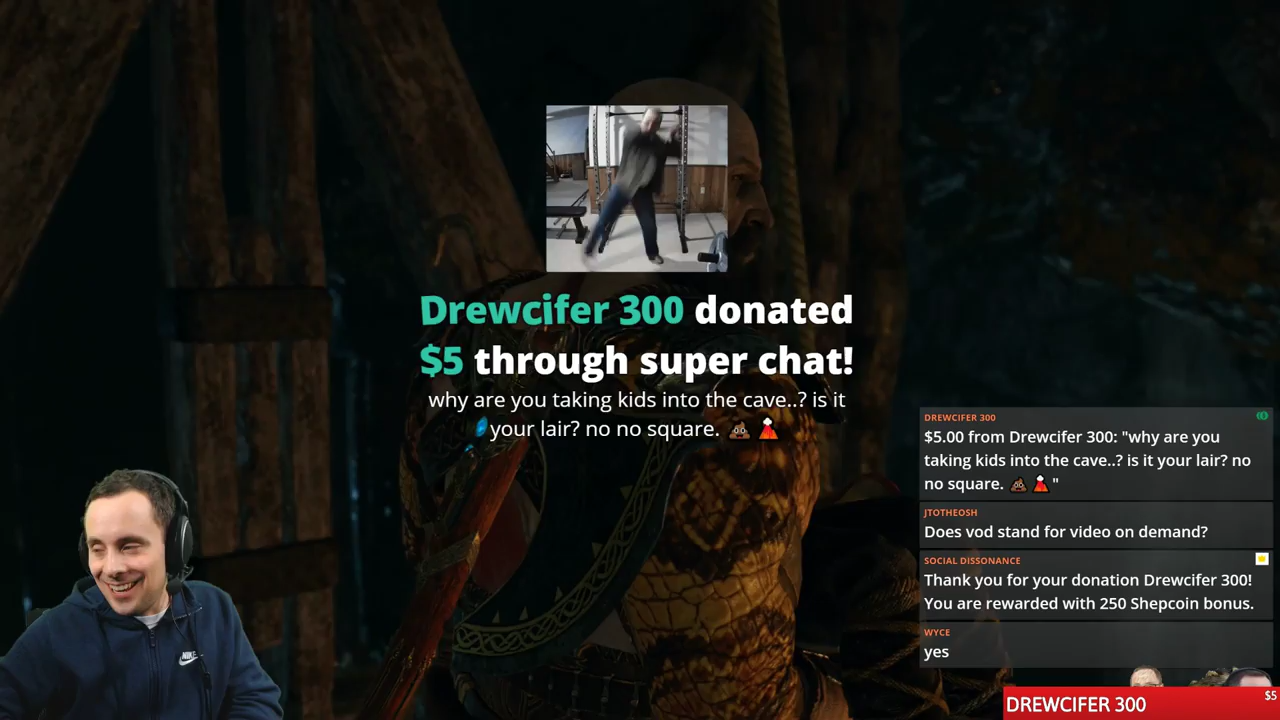 Drewcifer 300 donated
$5 through super chat!
why are you taking kids into the cave..? is it
your lair? no no square. 💩 🌋
DREWCIFER 300
$5.00 from Drewcifer 300: "why are you
taking kids into the cave..? is it your lair? no
no square. 💩 🌋 "
JTOTHEOSH
Does vod stand for video on demand?
SOCIAL DISSONANCE
Thank you for your donation Drewcifer 300!
You are rewarded with 250 Shepcoin bonus.
WYCE
yes
NIKE
DREWCIFER 300
$5